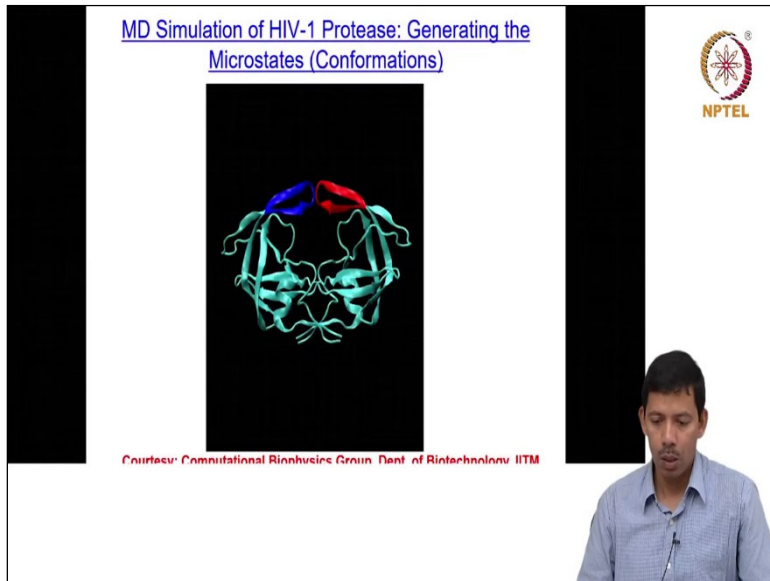 MD Simulation of HIV-1 Protease: Generating the
Microstates (Conformations)
®
NPTEL
Courtesy: Computational Biophysics Group, Dept. of Biotechnology, IITM